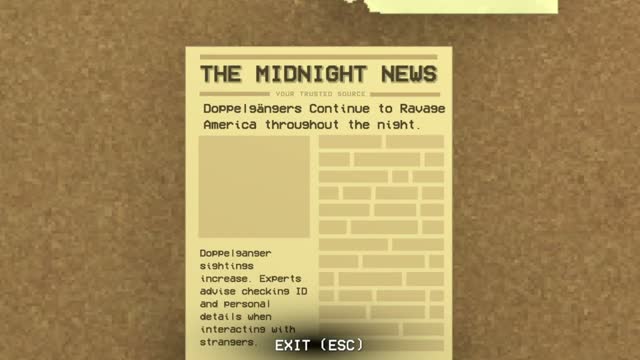 THE MIDNIGHT NEWS
YOUR TRUSTED SOURCE
Doppelgängers Continue to Ravage
America throughout the night.
Doppelganger
sightings
increase. Experts
advise checking ID
and personal
details when
interacting with
strangers.
EXIT (ESC)